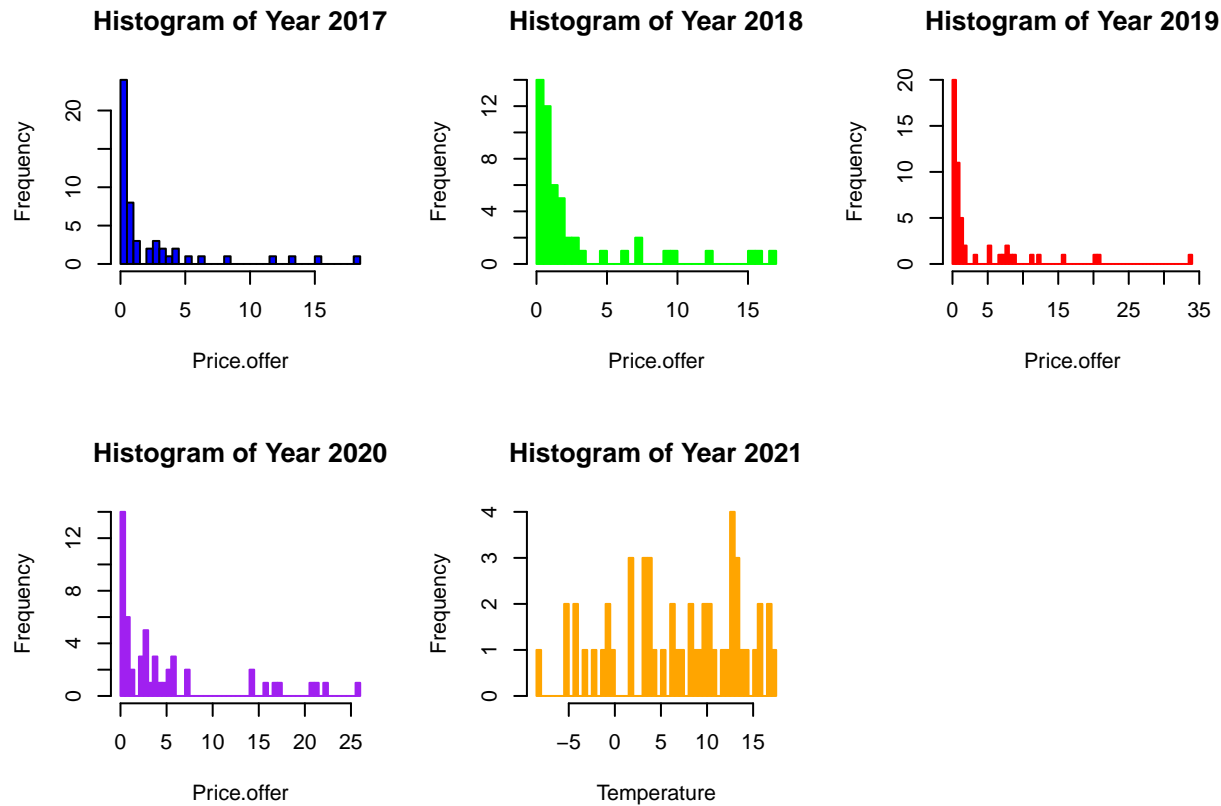 Histogram of Year 2017
Frequency
0 5 10 20
0 5 10 15
Price.offer
Histogram of Year 2018
Frequency
0 4 8 12
0 5 10 15
Price.offer
Histogram of Year 2019
Frequency
0 5 10 15 20
0 5 15 25 35
Price.offer
Histogram of Year 2020
Frequency
0 4 8 12
0 5 10 15 20 25
Price.offer
Histogram of Year 2021
Frequency
0 1 2 3 4
−5 0 5 10 15
Temperature